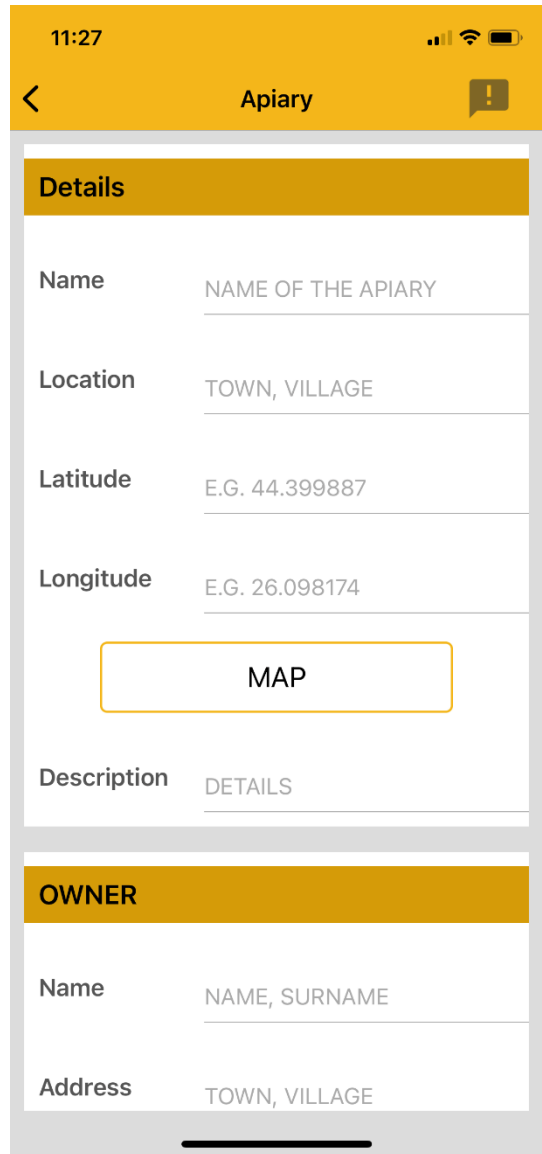 11:27
Apiary
Details
Name NAME OF THE APIARY
Location TOWN, VILLAGE
Latitude E.G. 44.399887
Longitude E.G. 26.098174
MAP
Description DETAILS
OWNER
Name NAME, SURNAME
Address TOWN, VILLAGE